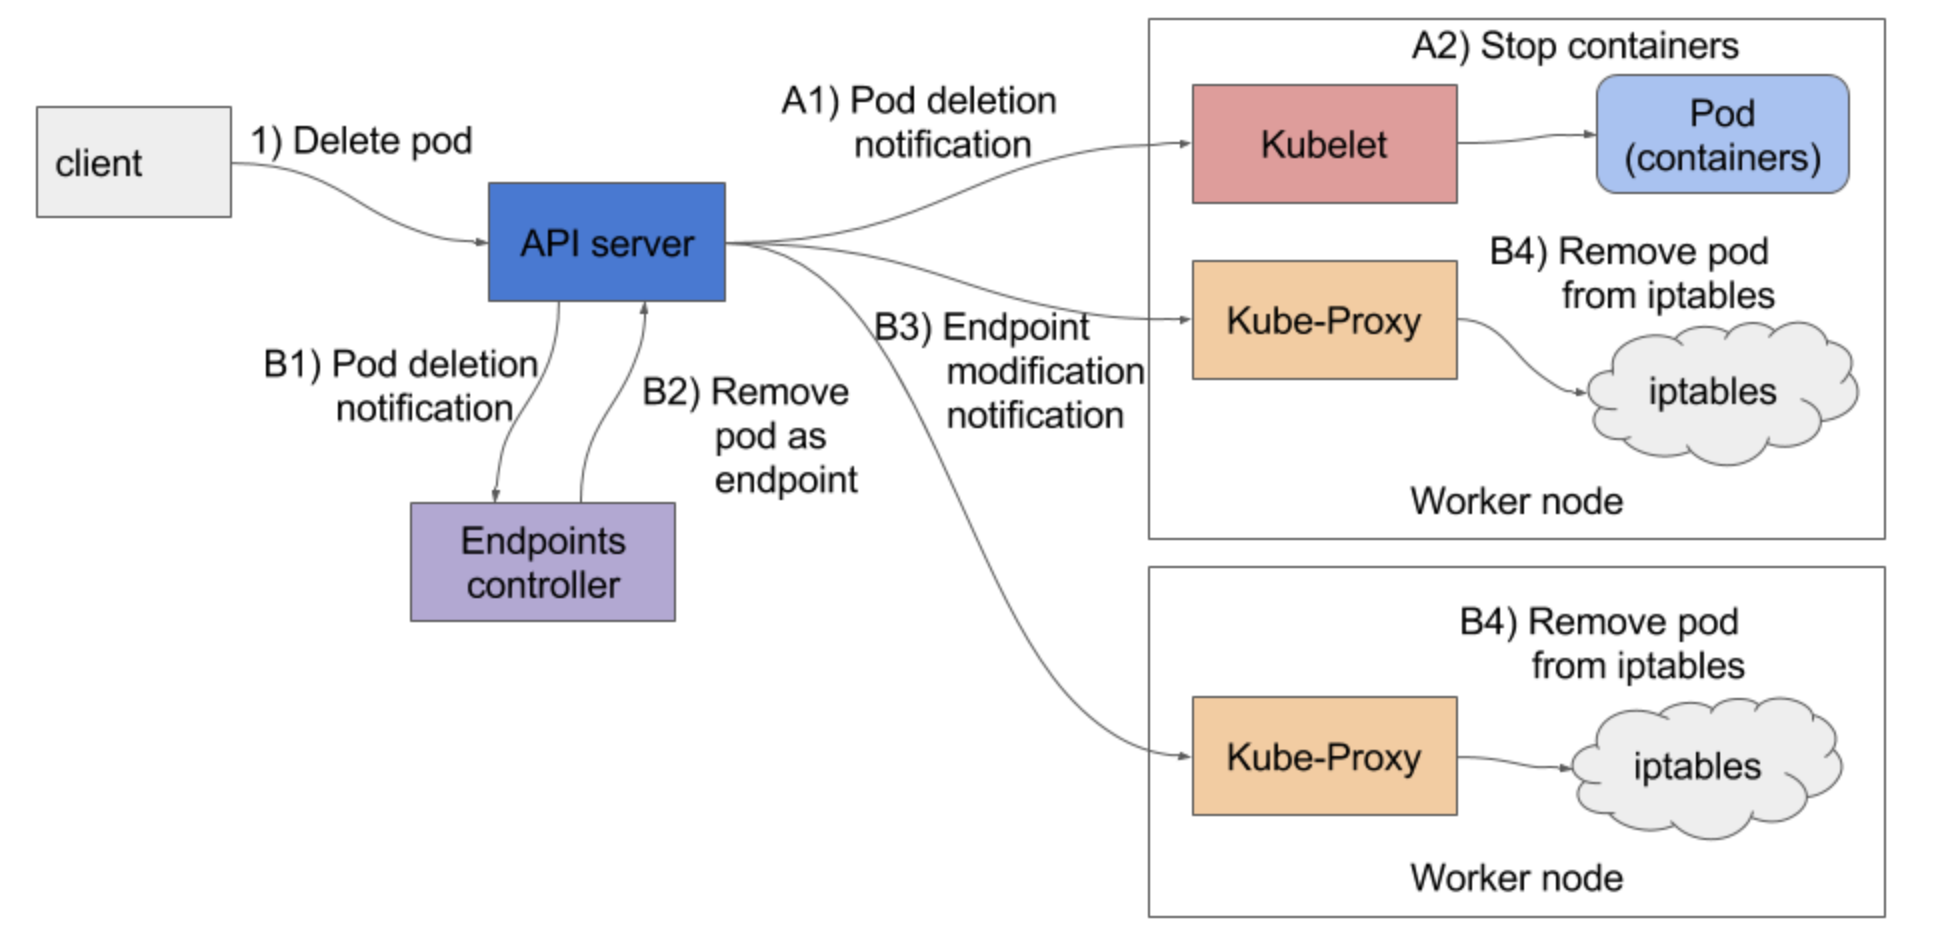 client
1) Delete pod
API server
A1) Pod deletion
notification
B1) Pod deletion
notification
B2) Remove
pod as
endpoint
Endpoints
controller
B3) Endpoint
modification
notification
A2) Stop containers
Kubelet
Pod
(containers)
Kube-Proxy
B4) Remove pod
from iptables
iptables
Worker node
B4) Remove pod
from iptables
Kube-Proxy
iptables
Worker node